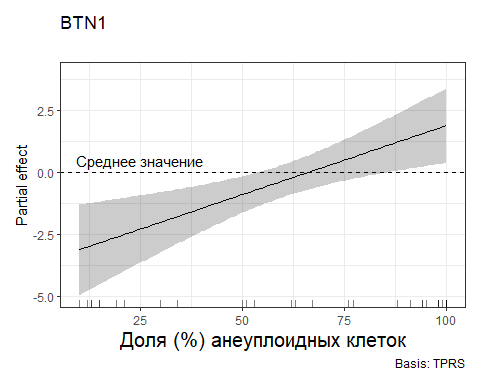 BTN1
Partial effect
2.5
0.0
-2.5
-5.0
Среднее значение
25
50
75
100
Доля (%) анеуплоидных клеток
Basis: TPRS